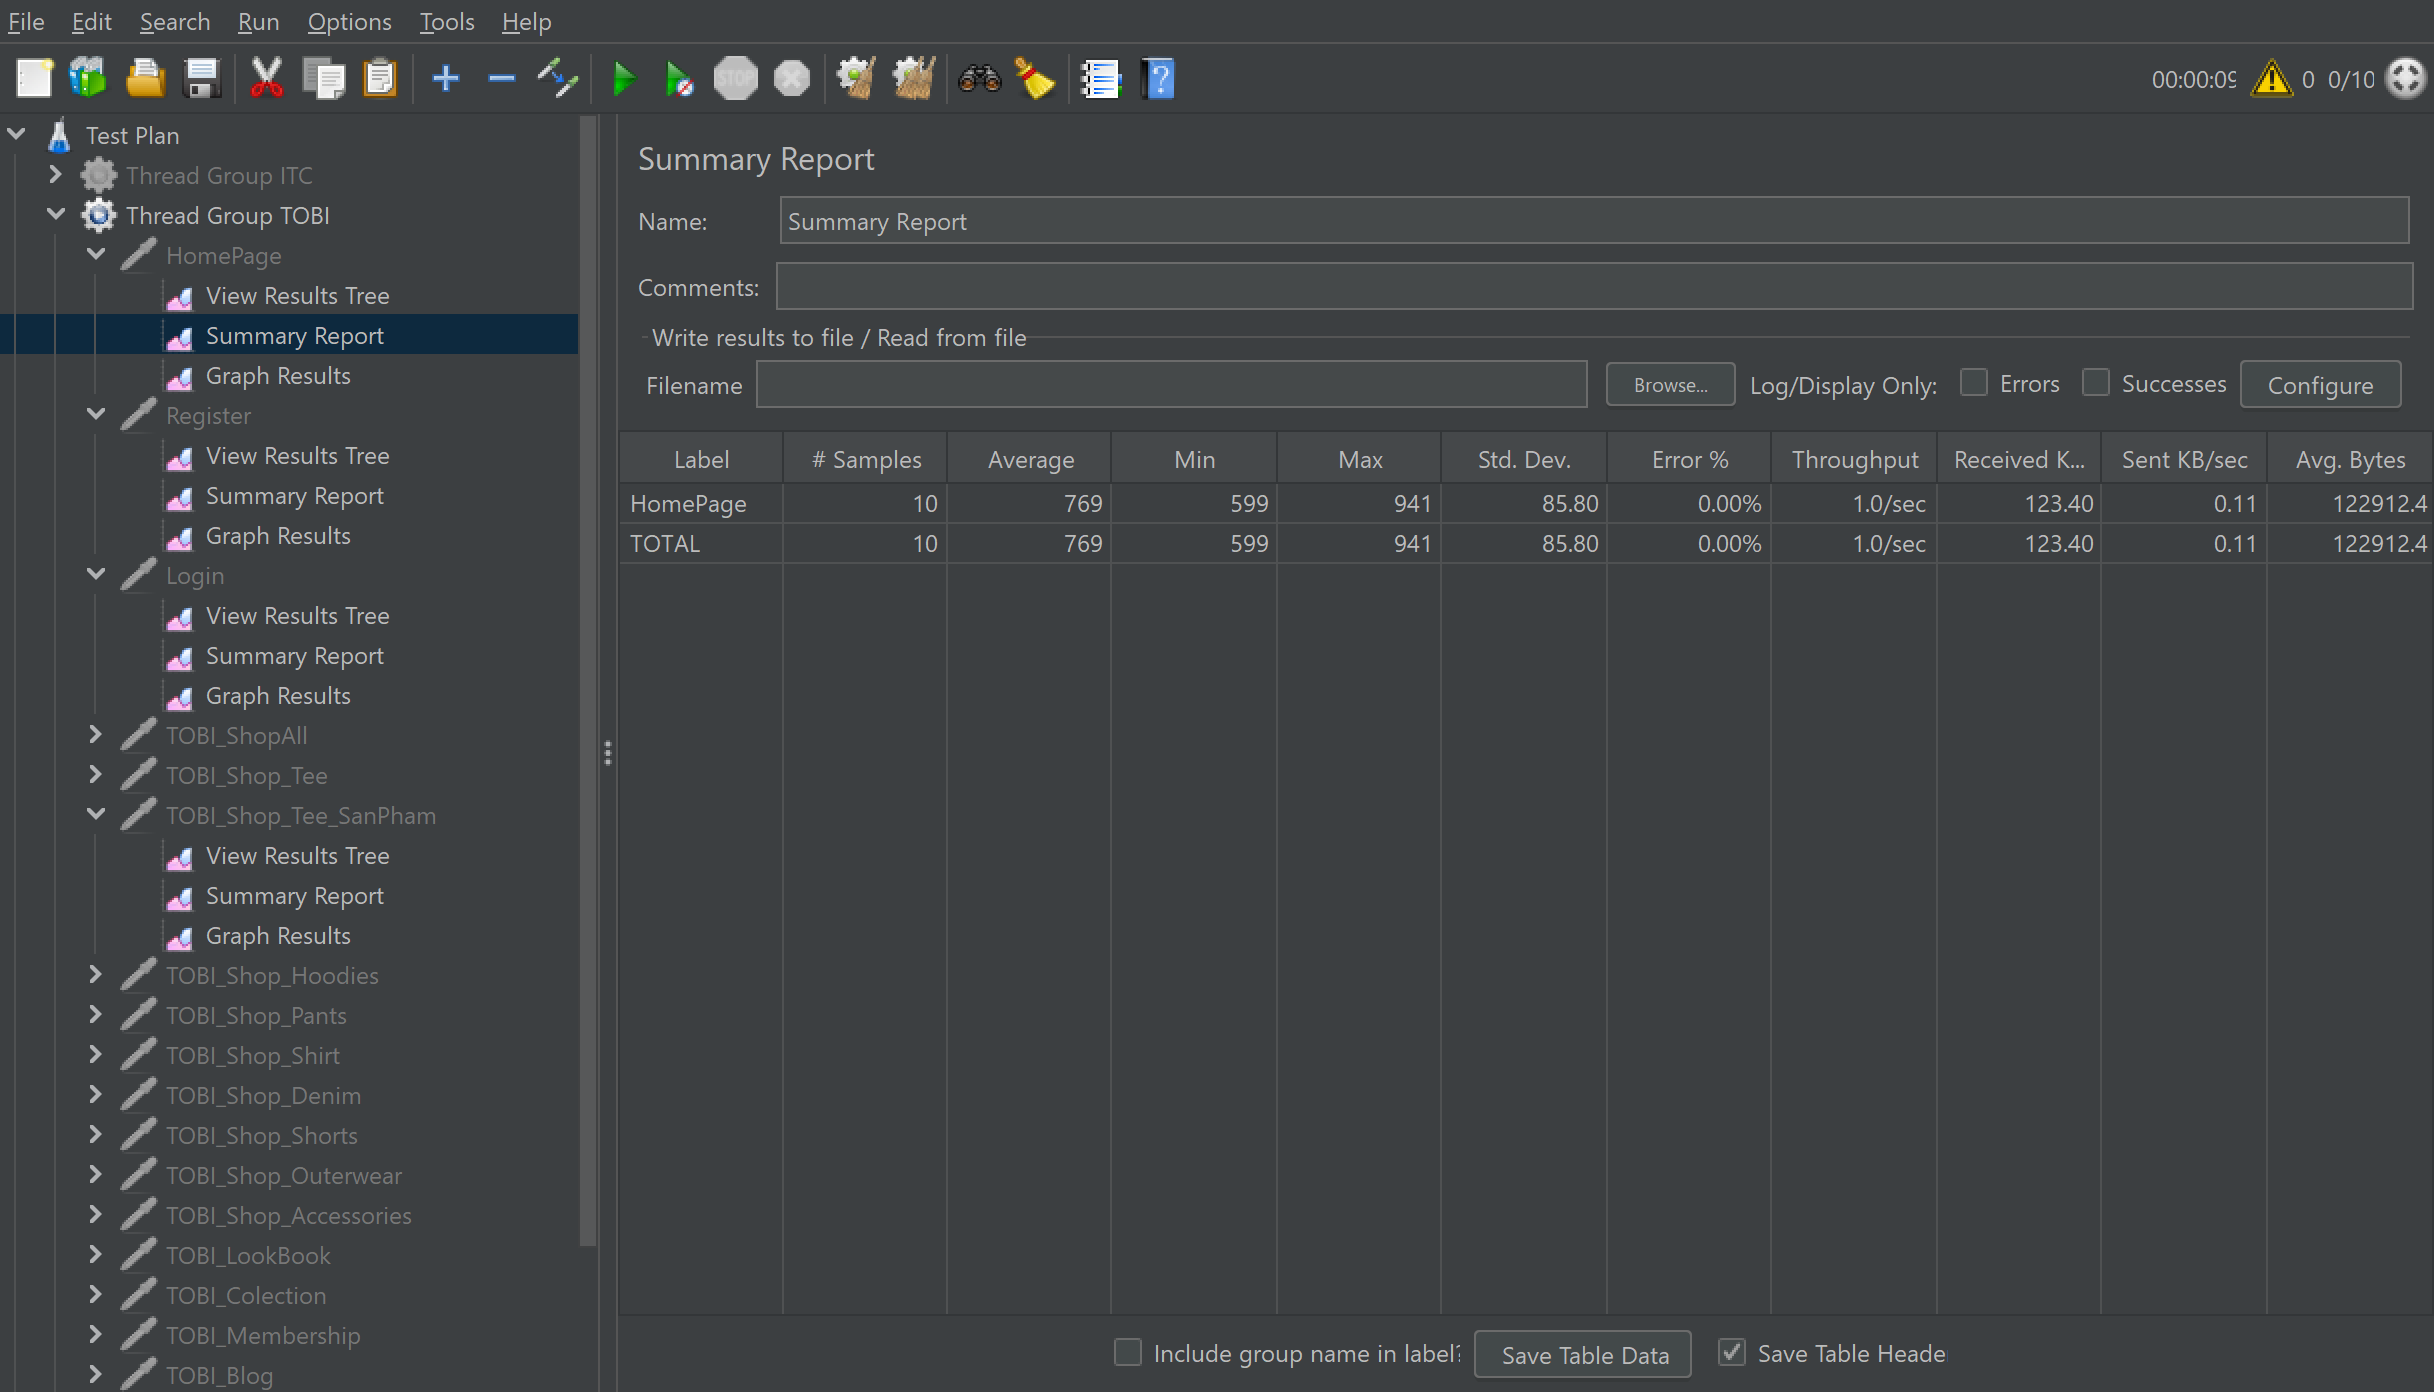 File Edit Search Run Options Tools Help
STOP
00:00:09 0 0/10
Test Plan
Thread Group ITC
Thread Group TOBI
HomePage
View Results Tree
Summary Report
Graph Results
Register
View Results Tree
Summary Report
Graph Results
Login
View Results Tree
Summary Report
Graph Results
TOBI_ShopAll
TOBI_Shop_Tee
TOBI_Shop_Tee_SanPham
View Results Tree
Summary Report
Graph Results
TOBI_Shop_Hoodies
TOBI_Shop_Pants
TOBI_Shop_Shirt
TOBI_Shop_Denim
TOBI_Shop_Shorts
TOBI_Shop_Outerwear
TOBI_Shop_Accessories
TOBI_LookBook
TOBI_Colection
TOBI_Membership
TOBI_Blog
Summary Report
Name: Summary Report
Comments:
Write results to file / Read from file
Filename Browse... Log/Display Only: Errors Successes Configure
Label # Samples Average Min Max Std. Dev. Error % Throughput Received K... Sent KB/sec Avg. Bytes
HomePage 10 769 599 941 85.80 0.00% 1.0/sec 123.40 0.11 122912.4
TOTAL 10 769 599 941 85.80 0.00% 1.0/sec 123.40 0.11 122912.4
Include group name in label? Save Table Data Save Table Heade